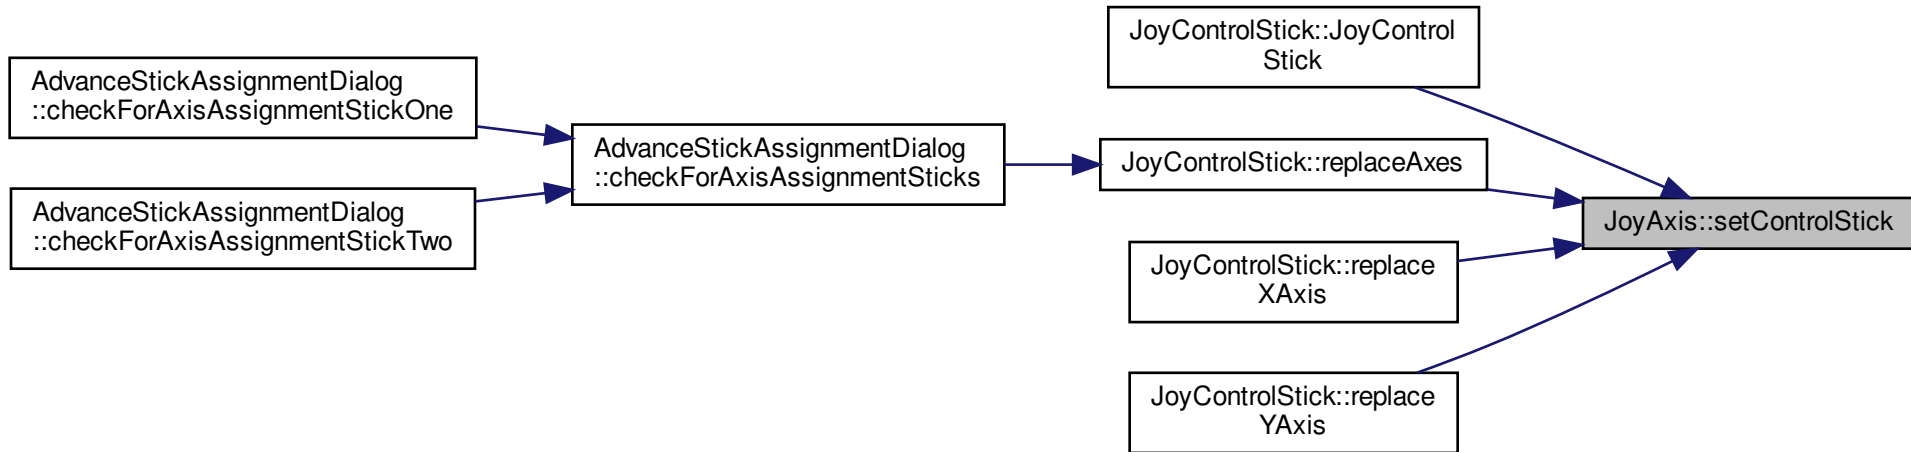 JoyControlStick::JoyControl
Stick
AdvanceStickAssignmentDialog
::checkForAxisAssignmentStickOne
AdvanceStickAssignmentDialog
::checkForAxisAssignmentSticks
JoyControlStick::replaceAxes
AdvanceStickAssignmentDialog
::checkForAxisAssignmentStickTwo
JoyAxis::setControlStick
JoyControlStick::replace
XAxis
JoyControlStick::replace
YAxis